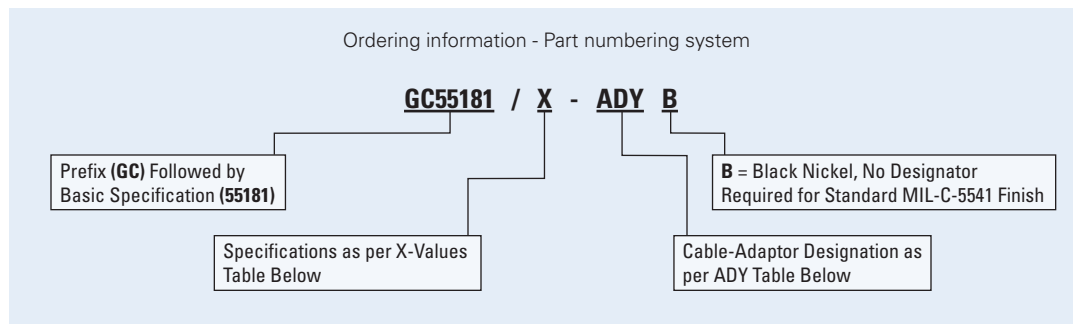 Ordering information - Part numbering system
GC55181 / X - ADY B
Prefix (GC) Followed by
Basic Specification (55181)
B = Black Nickel, No Designator
Required for Standard MIL-C-5541 Finish
Specifications as per X-Values
Table Below
Cable-Adaptor Designation as
per ADY Table Below